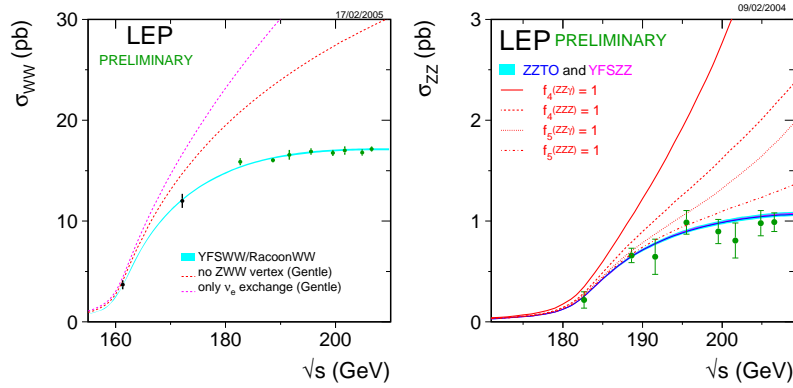 17/02/2005
LEP
PRELIMINARY
σWW (pb)
30
20
10
0
160
180
200
√s (GeV)
YFSWW/RacoonWW
no ZWW vertex (Gentle)
only νe exchange (Gentle)
09/02/2004
LEP PRELIMINARY
ZZTO and YFSZZ
f4(ZZγ) = 1
f4(ZZZ) = 1
f5(ZZγ) = 1
f5(ZZZ) = 1
σZZ (pb)
3
2
1
0
180
190
200
√s (GeV)